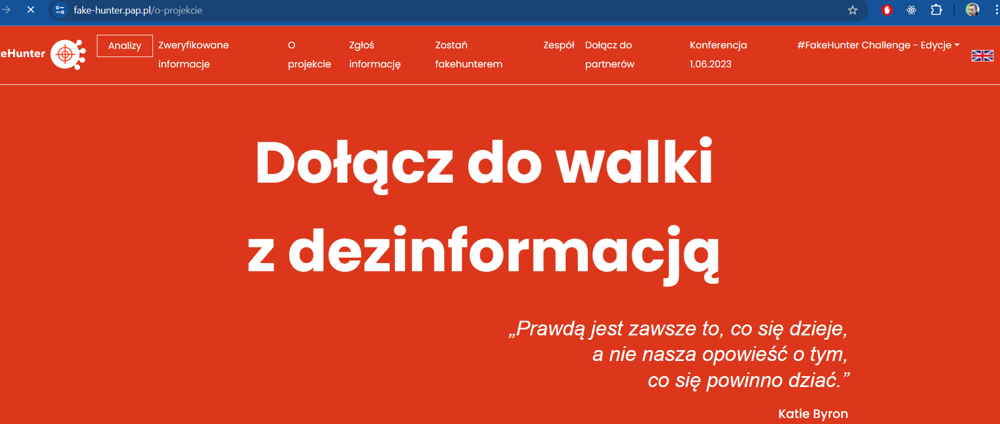 fake-hunter.pap.pl/o-projekcie
Analizy
Zweryfikowane
informacje
O
projekcie
Zgłoś
informację
Zostań
fakehunterem
Zespół
Dołącz do
partnerów
Konferencja
1.06.2023
#FakeHunter Challenge - Edycje
Dołącz do walki
z dezinformacją
„Prawdą jest zawsze to, co się dzieje,
a nie nasza opowieść o tym,
co się powinno dziać.”
Katie Byron